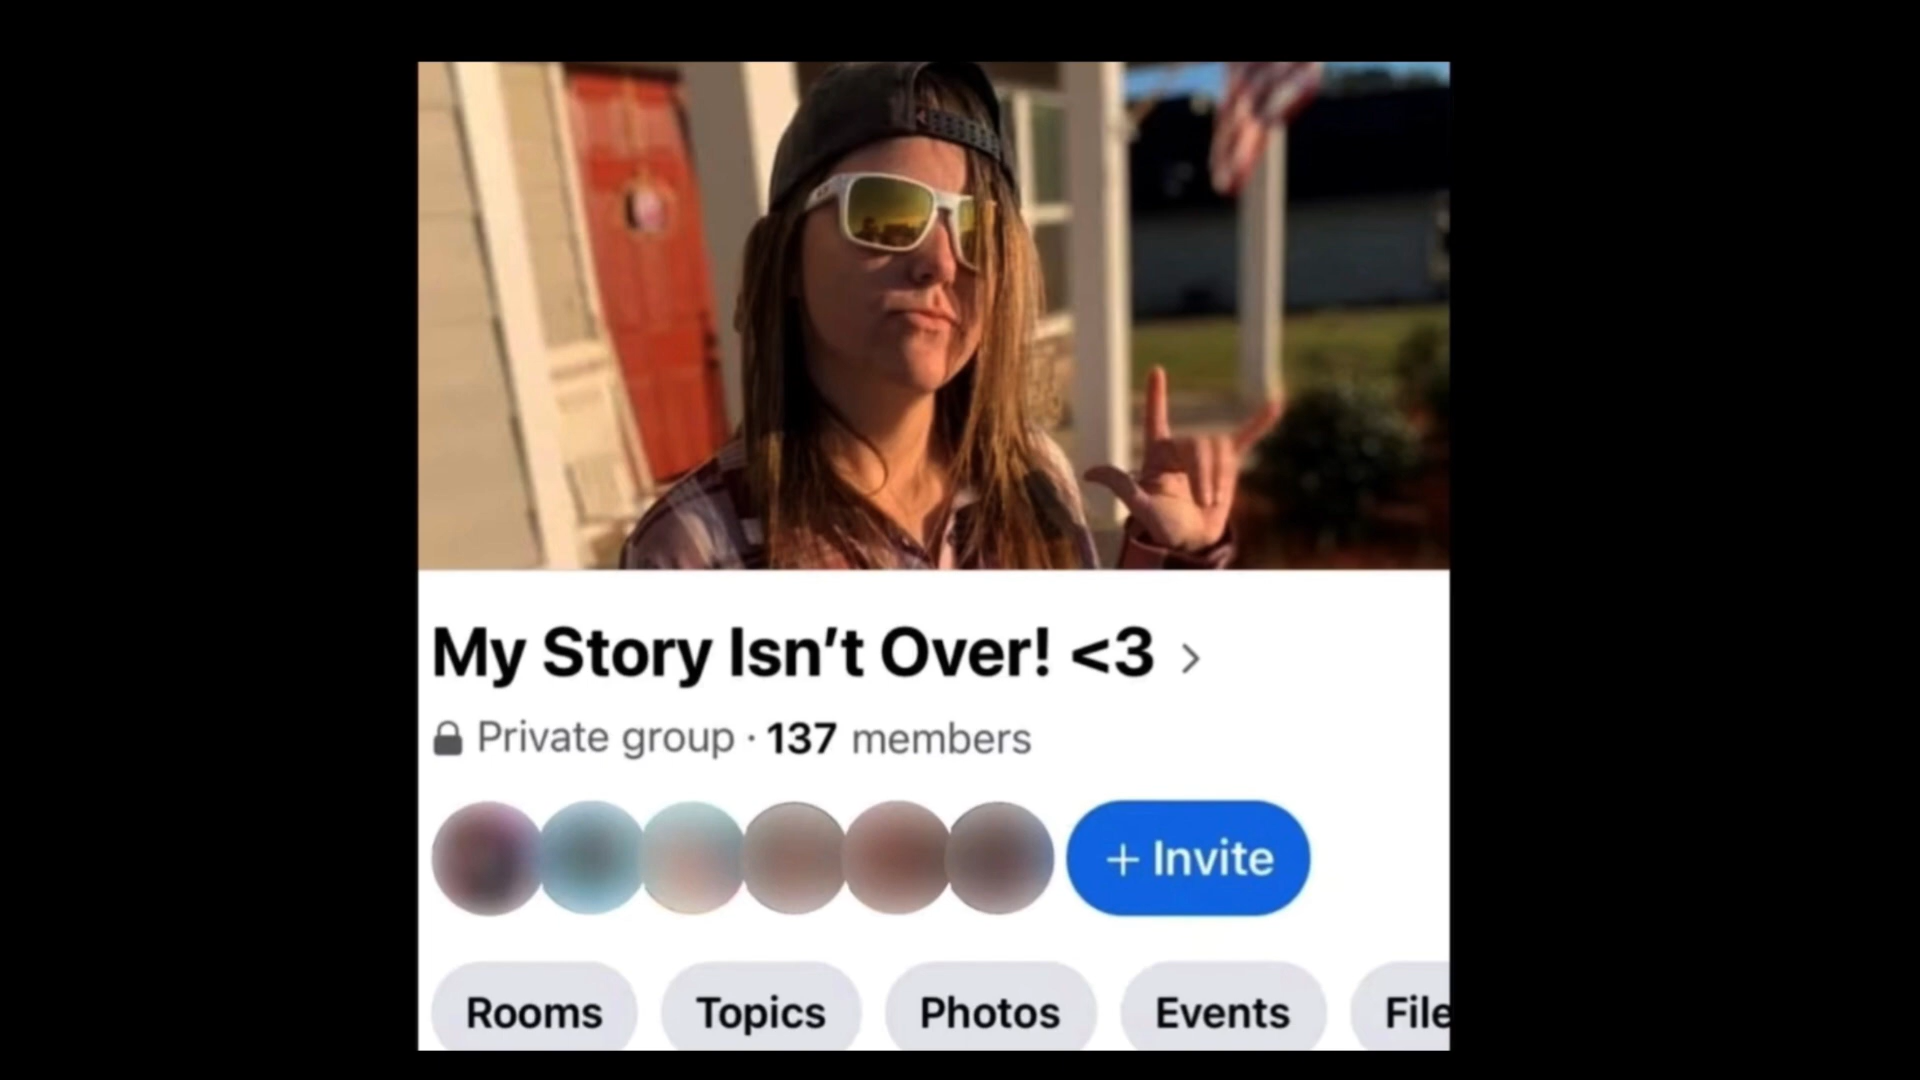 My Story Isn’t Over! <3 >
Private group · 137 members
+ Invite
Rooms
Topics
Photos
Events
File